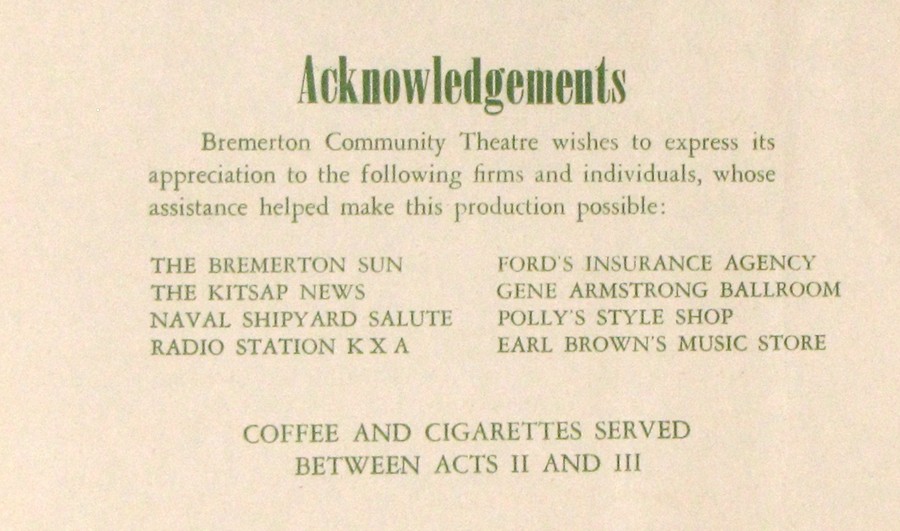 Acknowledgements
Bremerton Community Theatre wishes to express its
appreciation to the following firms and individuals, whose
assistance helped make this production possible:
THE BREMERTON SUN
THE KITSAP NEWS
NAVAL SHIPYARD SALUTE
RADIO STATION K X A
FORD'S INSURANCE AGENCY
GENE ARMSTRONG BALLROOM
POLLY'S STYLE SHOP
EARL BROWN'S MUSIC STORE
COFFEE AND CIGARETTES SERVED
BETWEEN ACTS II AND III